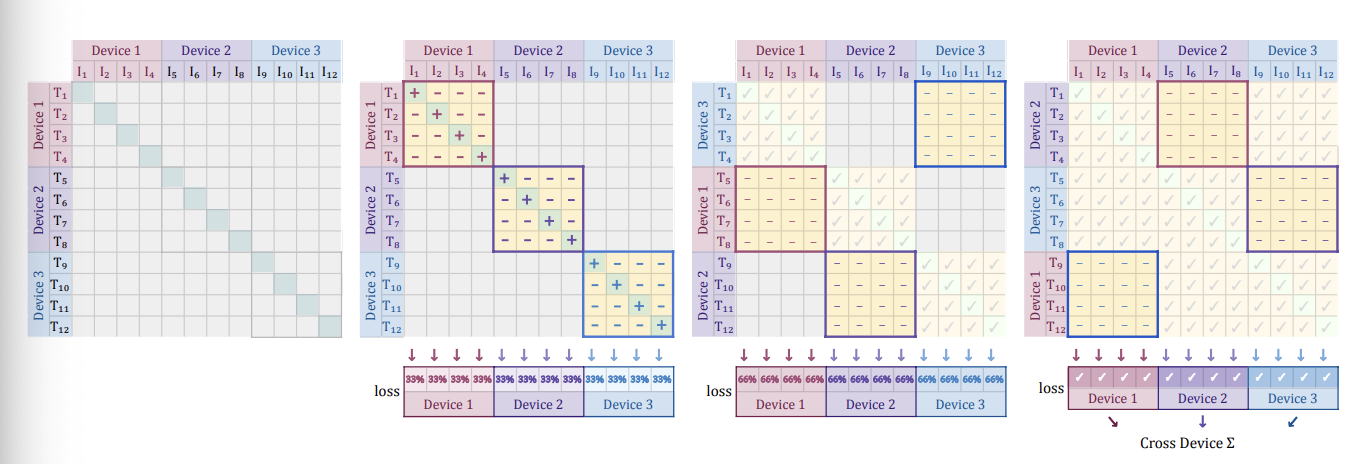 Device 1 Device 2 Device 3
I₁ I₂ I₃ I₄ I₅ I₆ I₇ I₈ I₉ I₁₀ I₁₁ I₁₂
Device 1
T₁
T₂
T₃
T₄
Device 2
T₅
T₆
T₇
T₈
Device 3
T₉
T₁₀
T₁₁
T₁₂
Device 1 Device 2 Device 3
I₁ I₂ I₃ I₄ I₅ I₆ I₇ I₈ I₉ I₁₀ I₁₁ I₁₂
Device 1
T₁ + − − −
T₂ − + − −
T₃ − − + −
T₄ − − − +
Device 2
T₅ + − − −
T₆ − + − −
T₇ − − + −
T₈ − − − +
Device 3
T₉ + − − −
T₁₀ − + − −
T₁₁ − − + −
T₁₂ − − − +
↓ ↓ ↓ ↓ ↓ ↓ ↓ ↓ ↓ ↓ ↓ ↓
loss 33% 33% 33% 33% 33% 33% 33% 33% 33% 33% 33% 33%
Device 1 Device 2 Device 3
Device 1 Device 2 Device 3
I₁ I₂ I₃ I₄ I₅ I₆ I₇ I₈ I₉ I₁₀ I₁₁ I₁₂
Device 3
T₁ ✓ ✓ ✓ ✓ − − − −
T₂ ✓ ✓ ✓ ✓ − − − −
T₃ ✓ ✓ ✓ ✓ − − − −
T₄ ✓ ✓ ✓ ✓ − − − −
Device 1
T₅ − − − − ✓ ✓ ✓ ✓
T₆ − − − − ✓ ✓ ✓ ✓
T₇ − − − − ✓ ✓ ✓ ✓
T₈ − − − − ✓ ✓ ✓ ✓
Device 2
T₉ − − − − ✓ ✓ ✓ ✓
T₁₀ − − − − ✓ ✓ ✓ ✓
T₁₁ − − − − ✓ ✓ ✓ ✓
T₁₂ − − − − ✓ ✓ ✓ ✓
↓ ↓ ↓ ↓ ↓ ↓ ↓ ↓ ↓ ↓ ↓ ↓
loss 66% 66% 66% 66% 66% 66% 66% 66% 66% 66% 66% 66%
Device 1 Device 2 Device 3
Device 1 Device 2 Device 3
I₁ I₂ I₃ I₄ I₅ I₆ I₇ I₈ I₉ I₁₀ I₁₁ I₁₂
Device 2
T₁ ✓ ✓ ✓ ✓ − − − − ✓ ✓ ✓ ✓
T₂ ✓ ✓ ✓ ✓ − − − − ✓ ✓ ✓ ✓
T₃ ✓ ✓ ✓ ✓ − − − − ✓ ✓ ✓ ✓
T₄ ✓ ✓ ✓ ✓ − − − − ✓ ✓ ✓ ✓
Device 3
T₅ ✓ ✓ ✓ ✓ ✓ ✓ ✓ ✓ − − − −
T₆ ✓ ✓ ✓ ✓ ✓ ✓ ✓ ✓ − − − −
T₇ ✓ ✓ ✓ ✓ ✓ ✓ ✓ ✓ − − − −
T₈ ✓ ✓ ✓ ✓ ✓ ✓ ✓ ✓ − − − −
Device 1
T₉ − − − − ✓ ✓ ✓ ✓ ✓ ✓ ✓ ✓
T₁₀ − − − − ✓ ✓ ✓ ✓ ✓ ✓ ✓ ✓
T₁₁ − − − − ✓ ✓ ✓ ✓ ✓ ✓ ✓ ✓
T₁₂ − − − − ✓ ✓ ✓ ✓ ✓ ✓ ✓ ✓
↓ ↓ ↓ ↓ ↓ ↓ ↓ ↓ ↓ ↓ ↓ ↓
loss ✓ ✓ ✓ ✓ ✓ ✓ ✓ ✓ ✓ ✓ ✓ ✓
Device 1 Device 2 Device 3
↘ ↓ ↙
Cross Device Σ